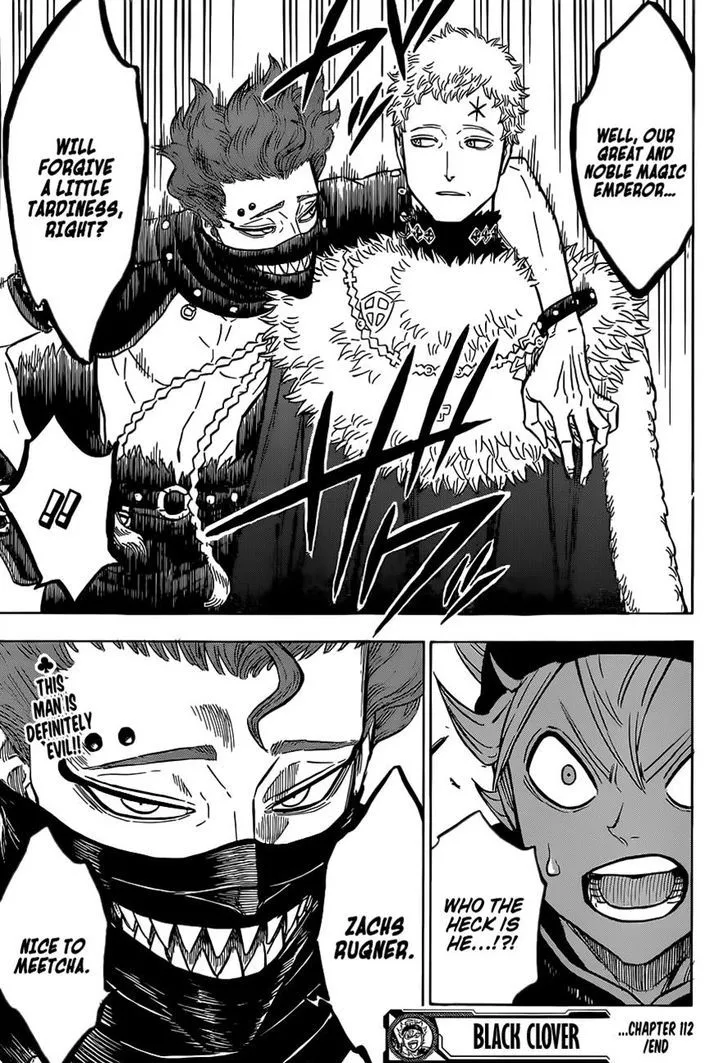 WELL, OUR
GREAT AND
NOBLE MAGIC
EMPEROR...
WILL
FORGIVE
A LITTLE
TARDINESS,
RIGHT?
!!
WHO THE
HECK IS
HE...!?!
THIS
MAN IS
DEFINITELY
EVIL!!
ZACHS
RUGNER.
NICE TO
MEETCHA.
BLACK CLOVER
...CHAPTER 112
/END